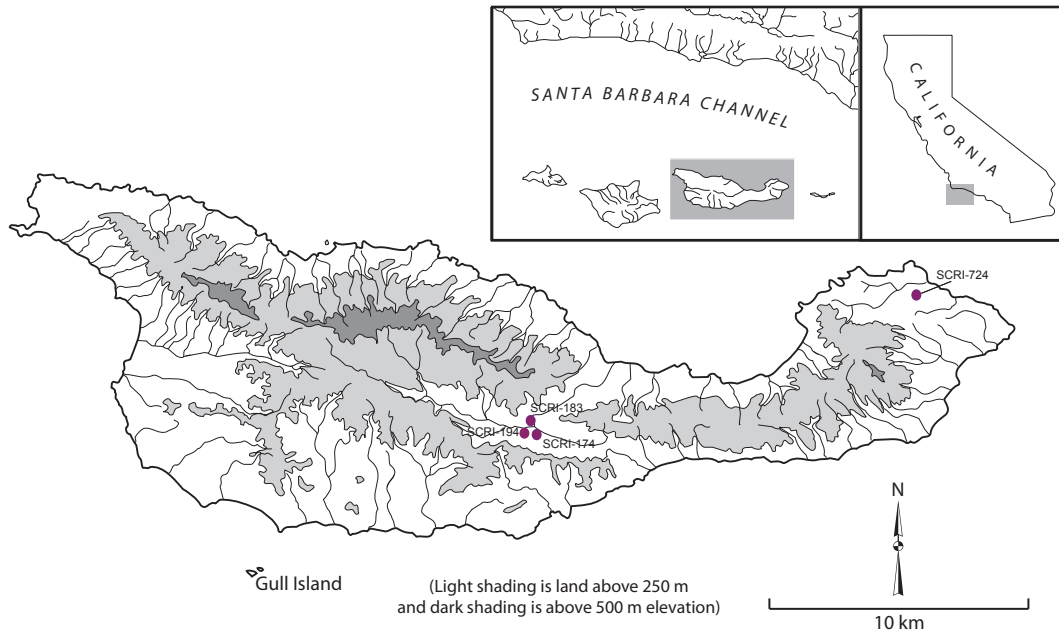 SANTA BARBARA CHANNEL
CALIFORNIA
SCRI-724
SCRI-183
SCRI-194
SCRI-174
N
Gull Island
(Light shading is land above 250 m
and dark shading is above 500 m elevation)
10 km